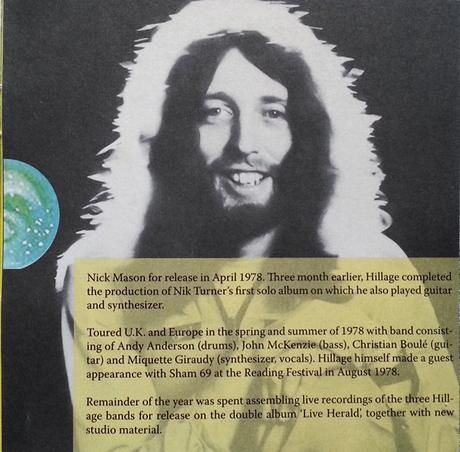 Nick Mason for release in April 1978. Three month earlier, Hillage completed
the production of Nik Turner's first solo album on which he also played guitar
and synthesizer.
Toured U.K. and Europe in the spring and summer of 1978 with band consist-
ing of Andy Anderson (drums), John McKenzie (bass), Christian Boulé (gui-
tar) and Miquette Giraudy (synthesizer, vocals). Hillage himself made a guest
appearance with Sham 69 at the Reading Festival in August 1978.
Remainder of the year was spent assembling live recordings of the three Hill-
age bands for release on the double album 'Live Herald', together with new
studio material.